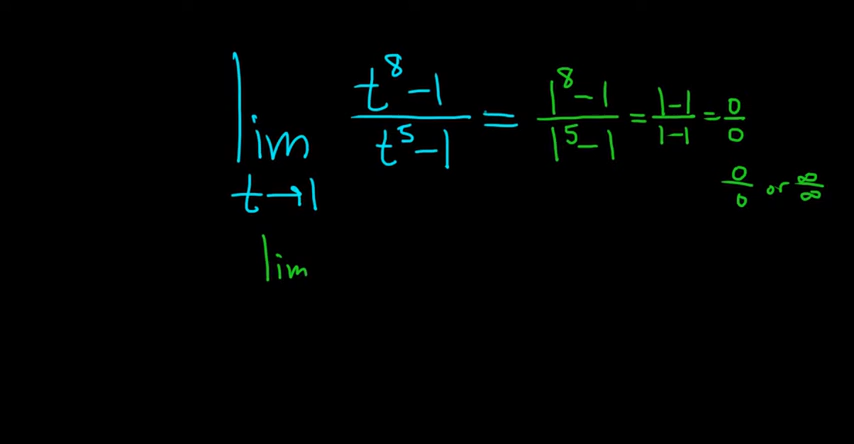 lim t→1 (t^8 - 1)/(t^5 - 1) = (1^8 - 1)/(1^5 - 1) = (1-1)/(1-1) = 0/0
0/0 or ∞/∞
lim